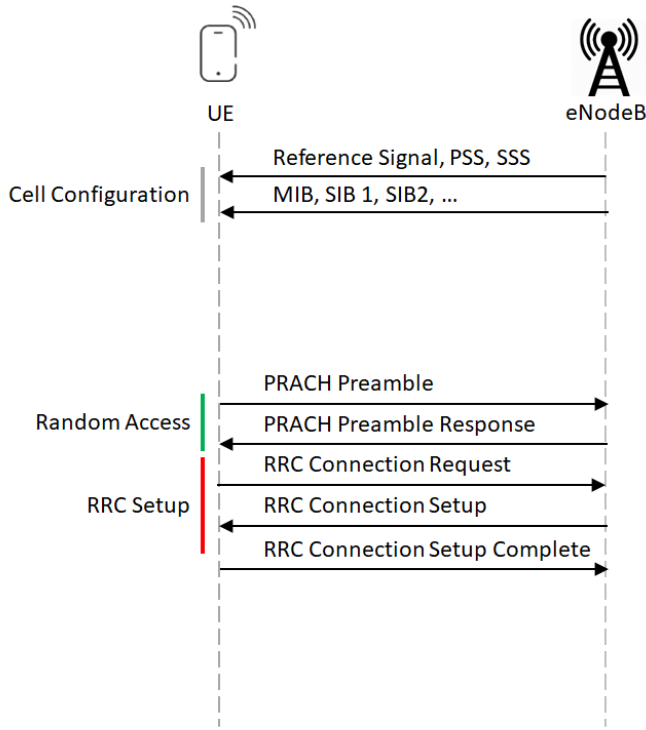 UE
eNodeB
Reference Signal, PSS, SSS
Cell Configuration
MIB, SIB 1, SIB2, ...
PRACH Preamble
Random Access
PRACH Preamble Response
RRC Connection Request
RRC Setup
RRC Connection Setup
RRC Connection Setup Complete